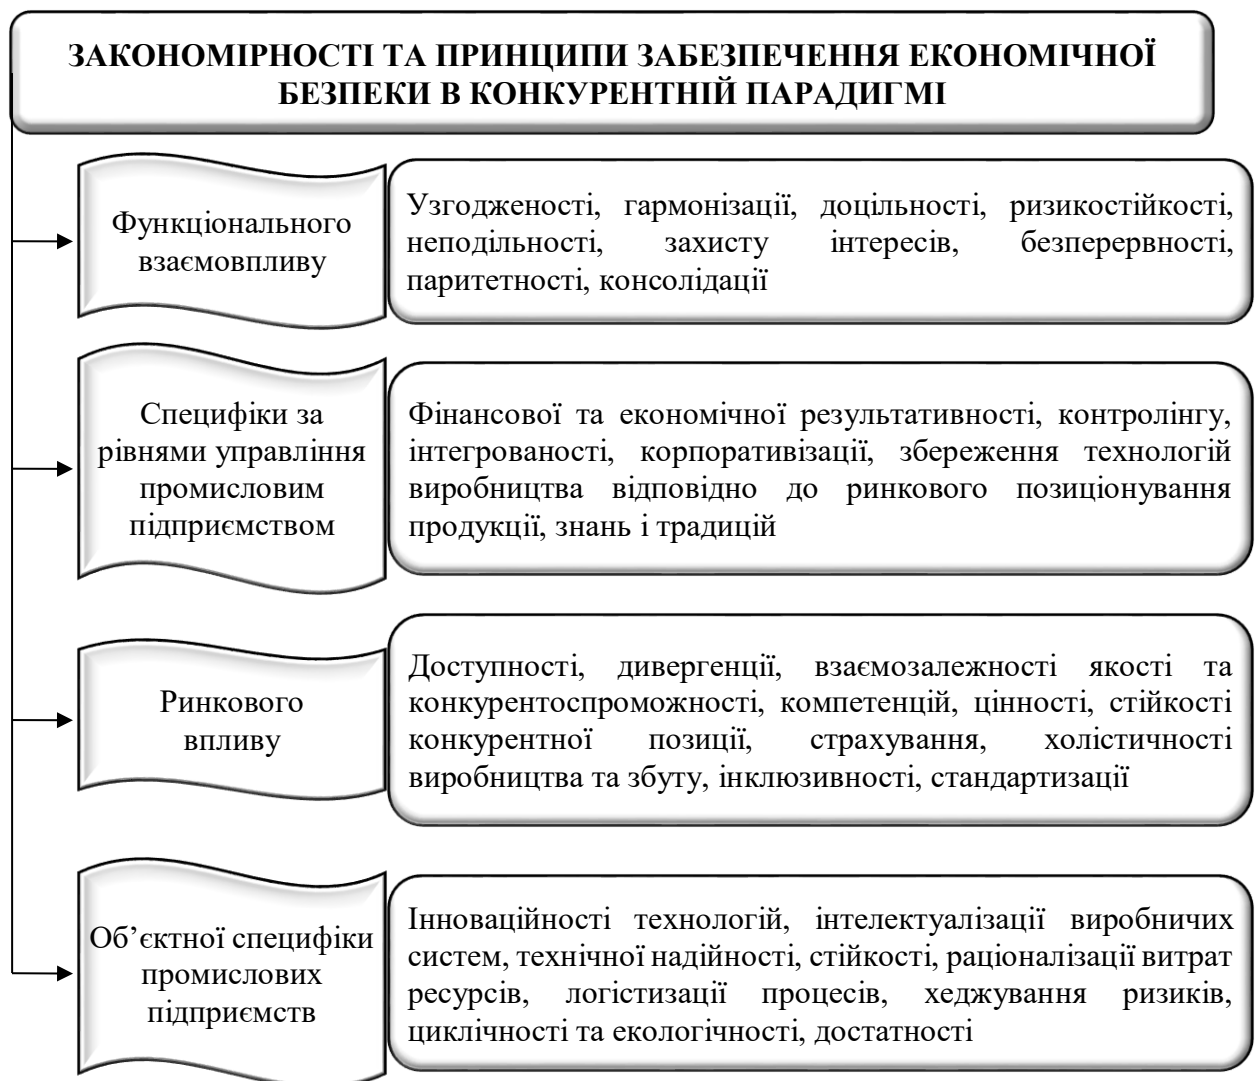 ЗАКОНОМІРНОСТІ ТА ПРИНЦИПИ ЗАБЕЗПЕЧЕННЯ ЕКОНОМІЧНОЇ
БЕЗПЕКИ В КОНКУРЕНТНІЙ ПАРАДИГМІ
Функціонального
взаємовпливу
Узгодженості, гармонізації, доцільності, ризикостійкості,
неподільності, захисту інтересів, безперервності,
паритетності, консолідації
Специфіки за
рівнями управління
промисловим
підприємством
Фінансової та економічної результативності, контролінгу,
інтегрованості, корпоративізації, збереження технологій
виробництва відповідно до ринкового позиціонування
продукції, знань і традицій
Ринкового
впливу
Доступності, дивергенції, взаємозалежності якості та
конкурентоспроможності, компетенцій, цінності, стійкості
конкурентної позиції, страхування, холістичності
виробництва та збуту, інклюзивності, стандартизації
Об’єктної специфіки
промислових
підприємств
Інноваційності технологій, інтелектуалізації виробничих
систем, технічної надійності, стійкості, раціоналізації витрат
ресурсів, логістизації процесів, хеджування ризиків,
циклічності та екологічності, достатності